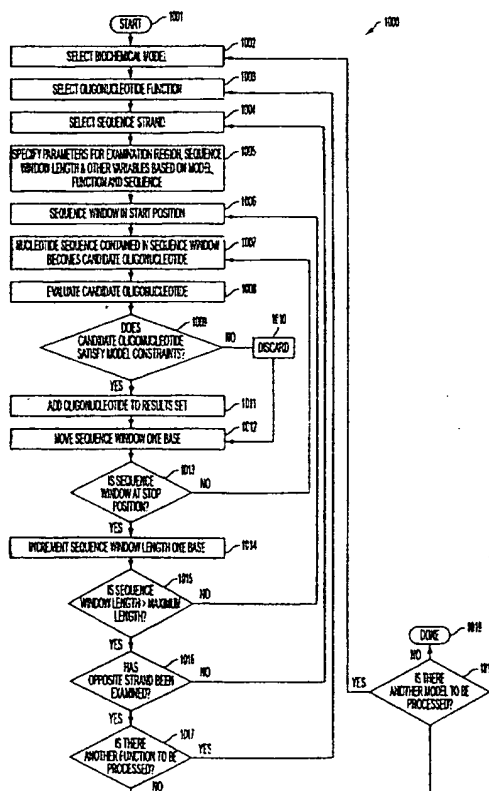 START
1001
1000
SELECT BIOCHEMICAL MODEL
1002
SELECT OLIGONUCLEOTIDE FUNCTION
1003
SELECT SEQUENCE STRAND
1004
SPECIFY PARAMETERS FOR EXAMINATION REGION, SEQUENCE
WINDOW LENGTH & OTHER VARIABLES BASED ON MODEL,
FUNCTION AND SEQUENCE
1005
SEQUENCE WINDOW IN START POSITION
1006
NUCLEOTIDE SEQUENCE CONTAINED IN SEQUENCE WINDOW
BECOMES CANDIDATE OLIGONUCLEOTIDE
1007
EVALUATE CANDIDATE OLIGONUCLEOTIDE
1008
DOES
CANDIDATE OLIGONUCLEOTIDE
SATISFY MODEL CONSTRAINTS?
1009
NO
1010
DISCARD
YES
ADD OLIGONUCLEOTIDE TO RESULTS SET
1011
MOVE SEQUENCE WINDOW ONE BASE
1012
IS SEQUENCE
WINDOW AT STOP
POSITION?
1013
NO
YES
INCREMENT SEQUENCE WINDOW LENGTH ONE BASE
1014
IS SEQUENCE
WINDOW LENGTH > MAXIMUM
LENGTH?
1015
NO
YES
HAS
OPPOSITE STRAND BEEN
EXAMINED?
1016
NO
YES
IS THERE
ANOTHER FUNCTION TO BE
PROCESSED?
1017
YES
NO
DONE
1019
NO
YES
IS THERE
ANOTHER MODEL TO BE
PROCESSED?